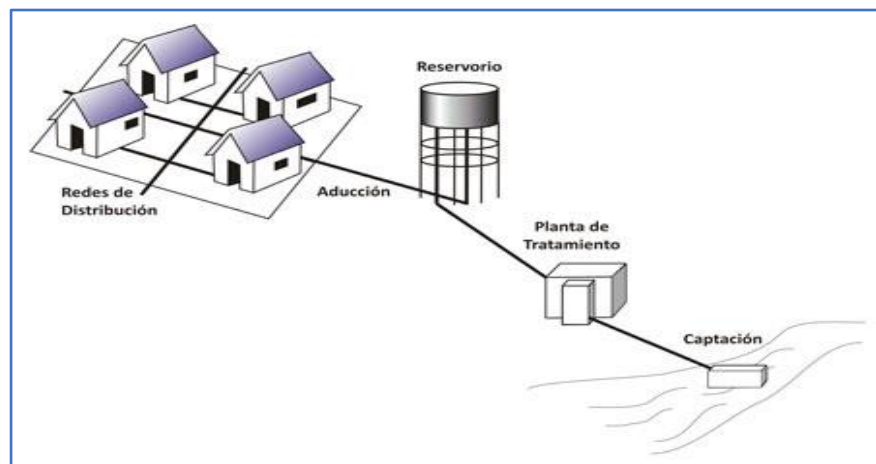 Reservorio
Redes de
Distribución
Aducción
Planta de
Tratamiento
Captación